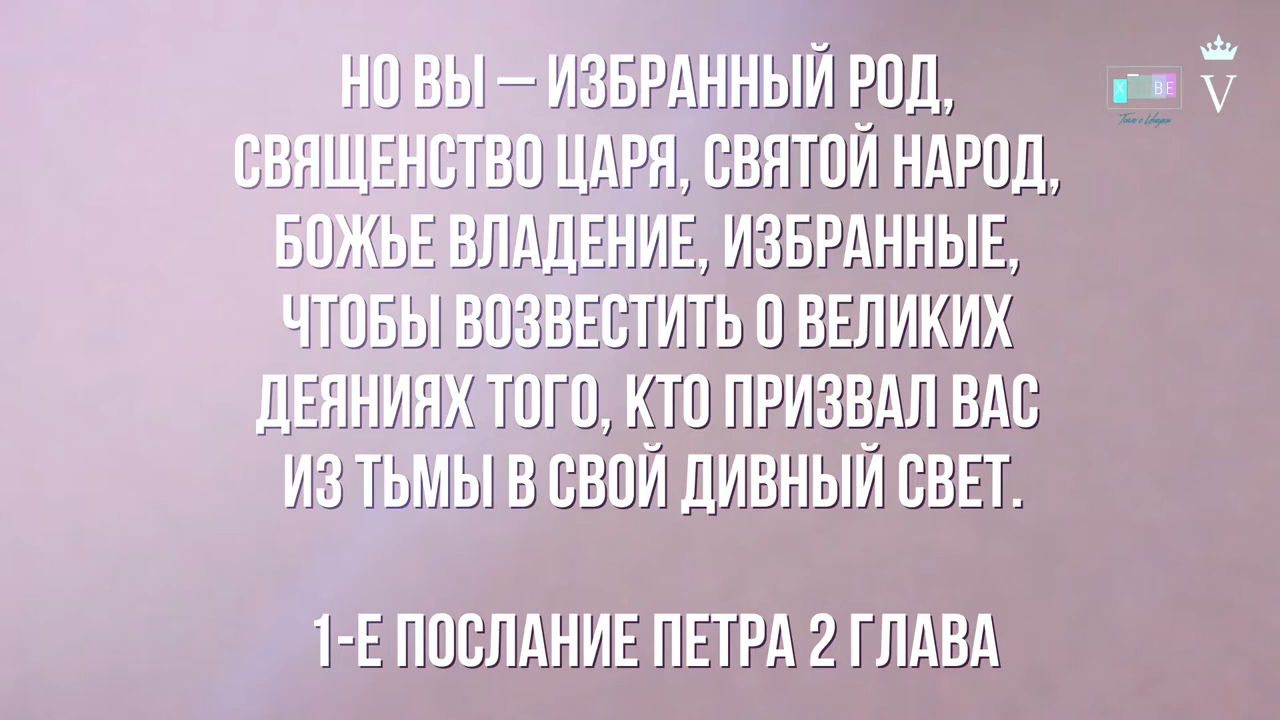 НО ВЫ — ИЗБРАННЫЙ РОД,
СВЯЩЕНСТВО ЦАРЯ, СВЯТОЙ НАРОД,
БОЖЬЕ ВЛАДЕНИЕ, ИЗБРАННЫЕ,
ЧТОБЫ ВОЗВЕСТИТЬ О ВЕЛИКИХ
ДЕЯНИЯХ ТОГО, КТО ПРИЗВАЛ ВАС
ИЗ ТЬМЫ В СВОЙ ДИВНЫЙ СВЕТ.
1-Е ПОСЛАНИЕ ПЕТРА 2 ГЛАВА
V